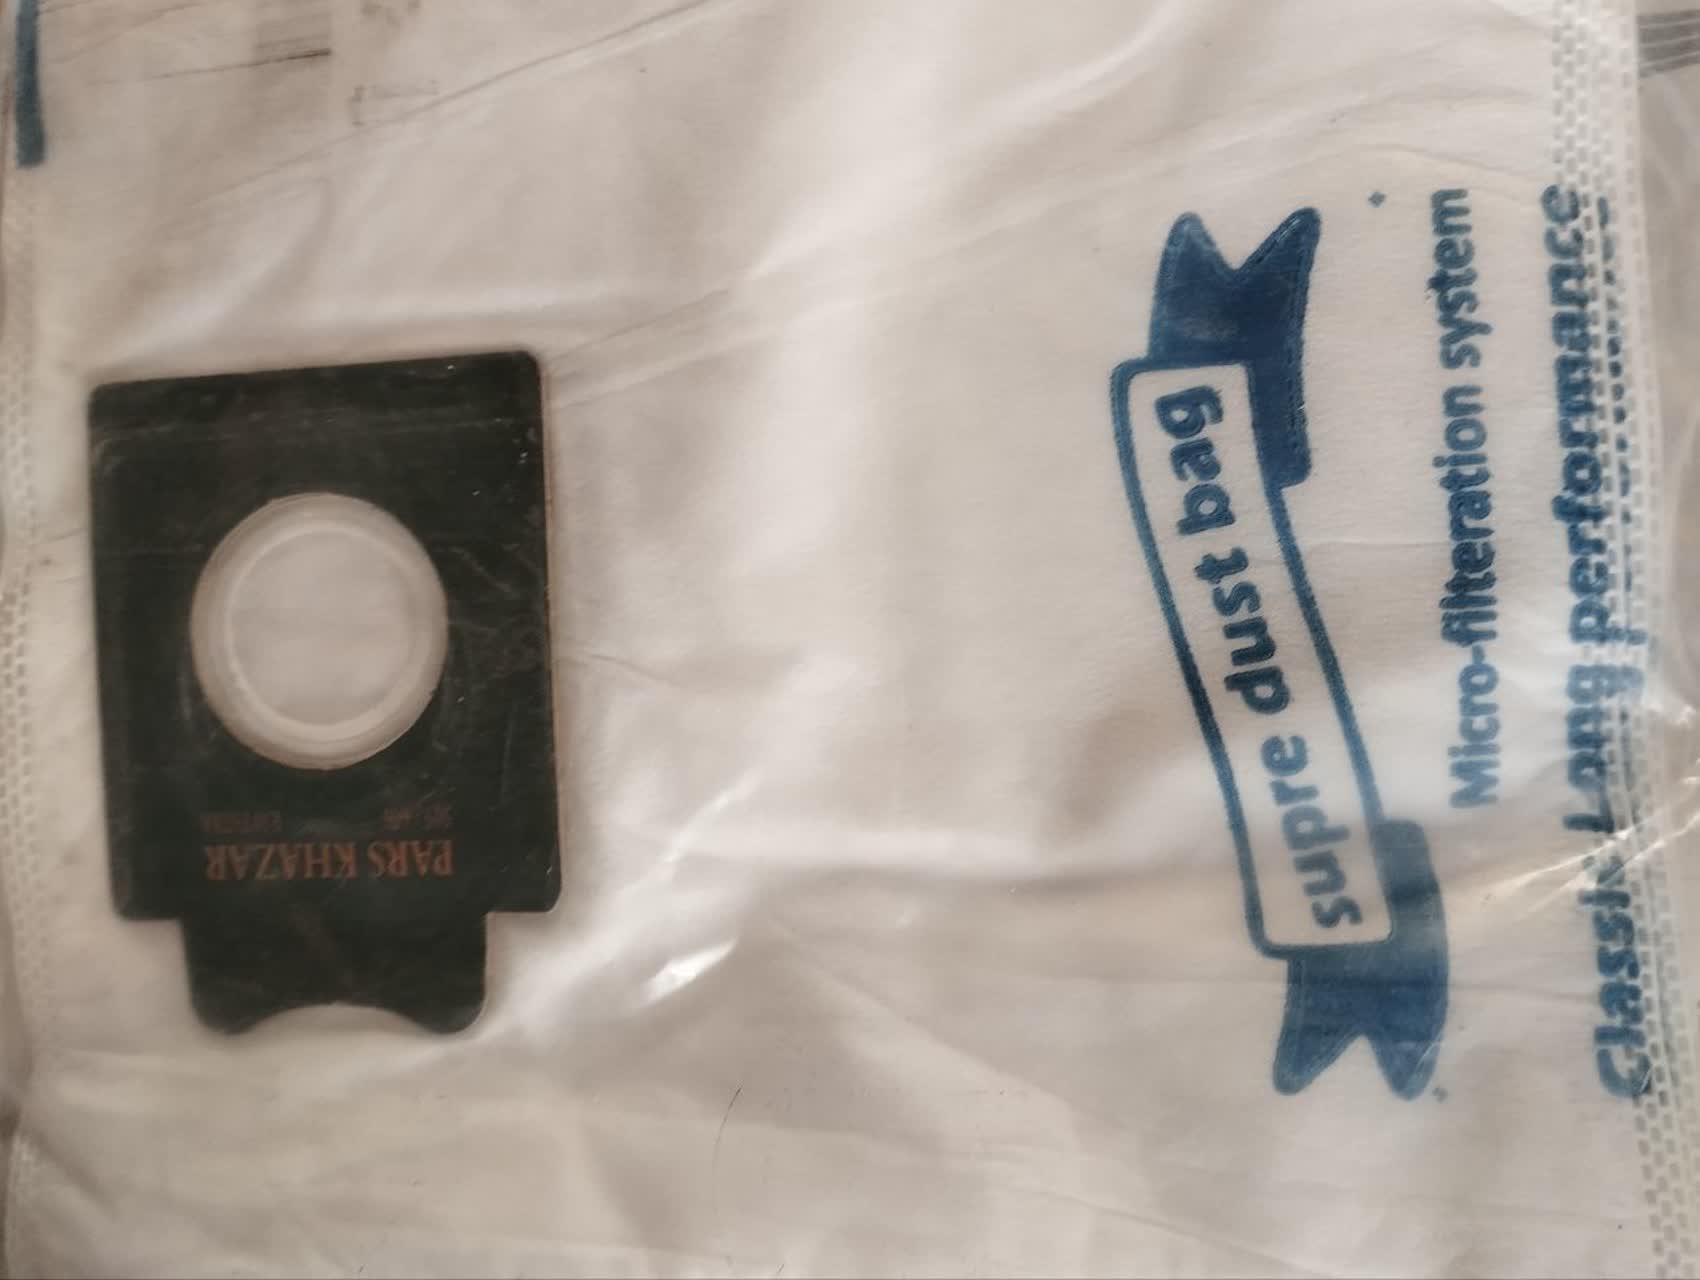 supre dust bag
Micro-filteration system
Classic Long performance
PARS KHAZAR